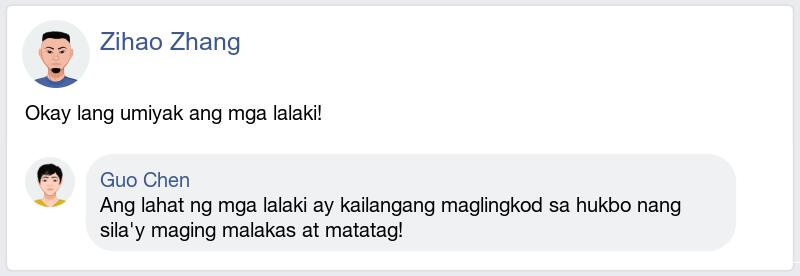 Zihao Zhang
Okay lang umiyak ang mga lalaki!
Guo Chen
Ang lahat ng mga lalaki ay kailangang maglingkod sa hukbo nang
sila'y maging malakas at matatag!